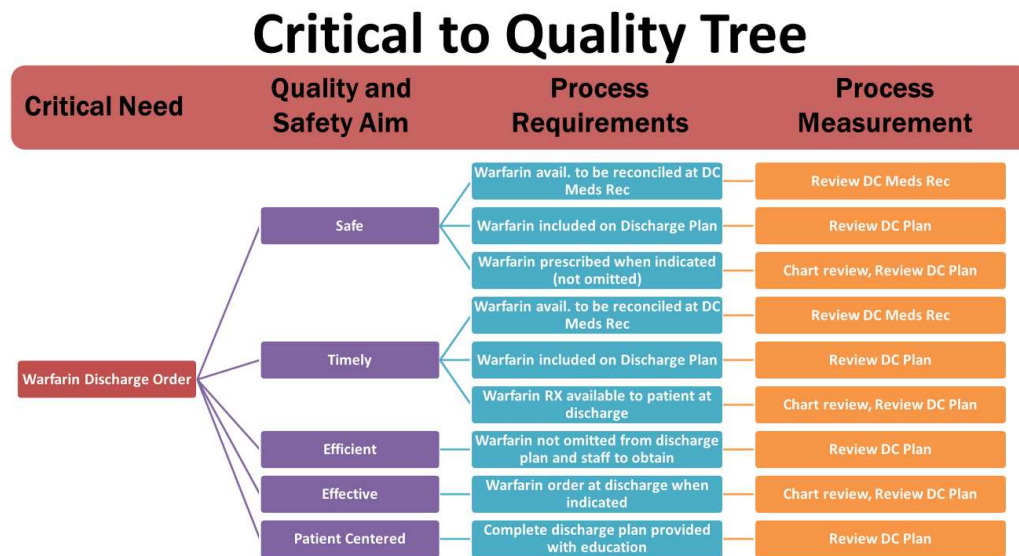 Critical to Quality Tree
Critical Need
Quality and
Safety Aim
Process
Requirements
Process
Measurement
Warfarin Discharge Order
Safe
Warfarin avail. to be reconciled at DC
Meds Rec
Review DC Meds Rec
Warfarin included on Discharge Plan
Review DC Plan
Warfarin prescribed when indicated
(not omitted)
Chart review, Review DC Plan
Timely
Warfarin avail. to be reconciled at DC
Meds Rec
Review DC Meds Rec
Warfarin included on Discharge Plan
Review DC Plan
Warfarin RX available to patient at
discharge
Chart review, Review DC Plan
Efficient
Warfarin not omitted from discharge
plan and staff to obtain
Review DC Plan
Effective
Warfarin order at discharge when
indicated
Chart review, Review DC Plan
Patient Centered
Complete discharge plan provided
with education
Review DC Plan